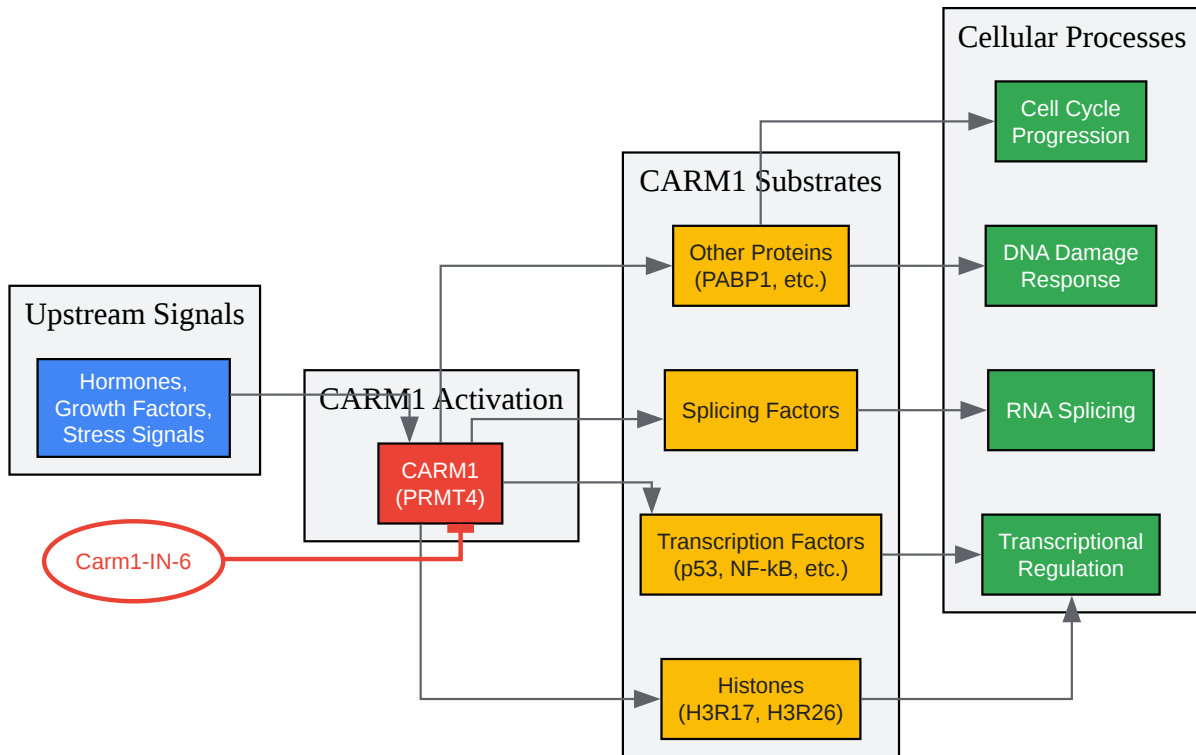 Upstream Signals
Hormones,
Growth Factors,
Stress Signals
Carm1-IN-6
CARM1 Activation
CARM1
(PRMT4)
CARM1 Substrates
Other Proteins
(PABP1, etc.)
Splicing Factors
Transcription Factors
(p53, NF-kB, etc.)
Histones
(H3R17, H3R26)
Cellular Processes
Cell Cycle
Progression
DNA Damage
Response
RNA Splicing
Transcriptional
Regulation